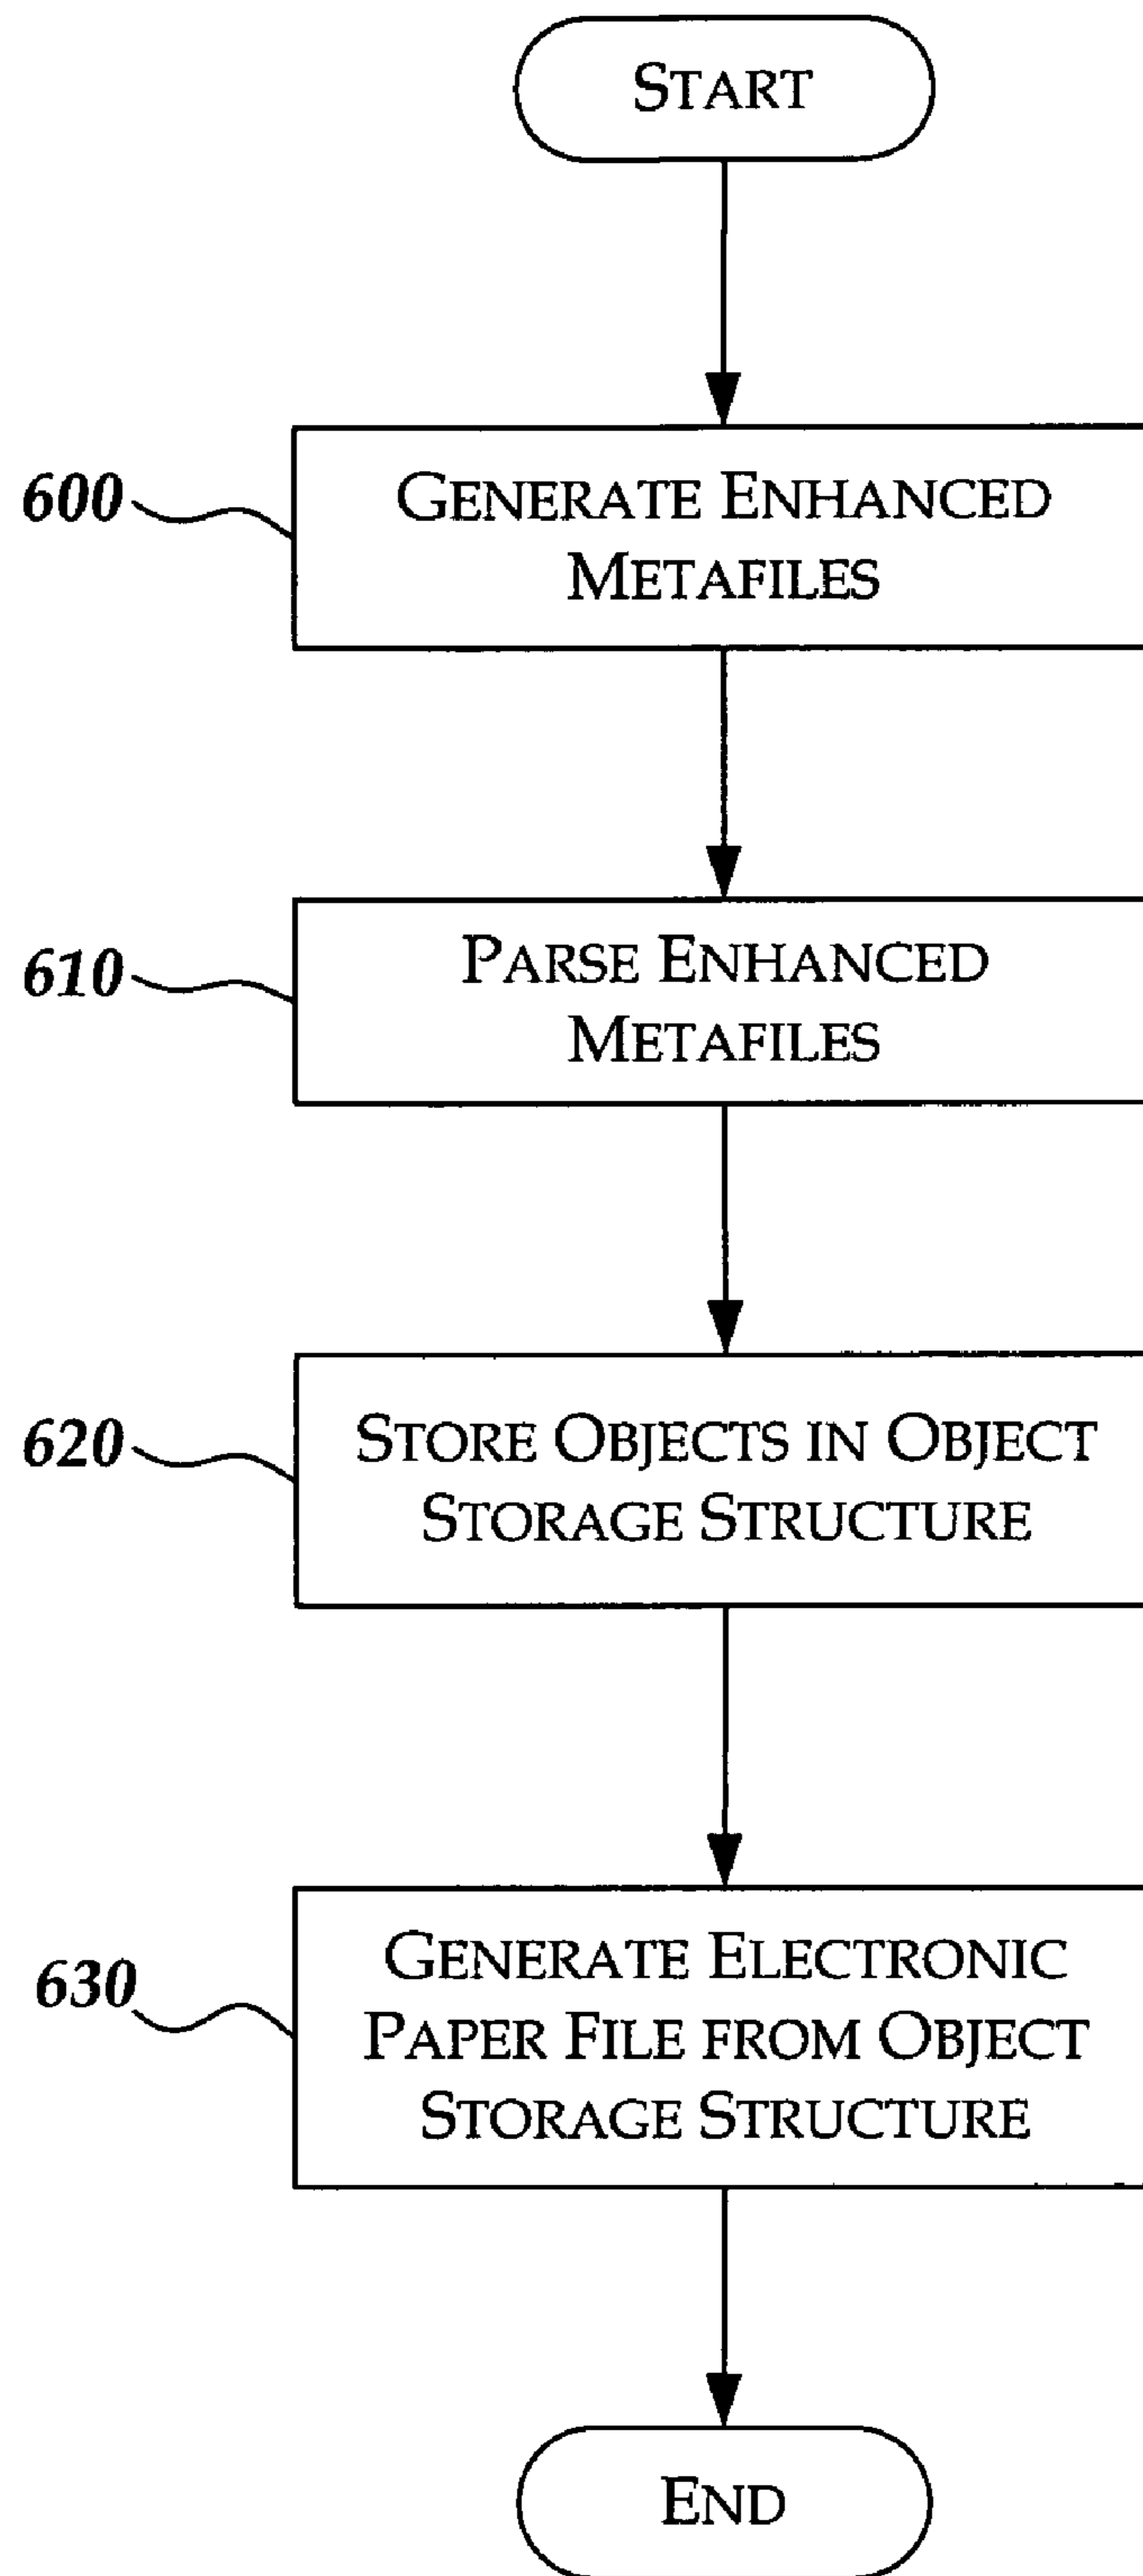 START
600
GENERATE ENHANCED
METAFILES
610
PARSE ENHANCED
METAFILES
620
STORE OBJECTS IN OBJECT
STORAGE STRUCTURE
630
GENERATE ELECTRONIC
PAPER FILE FROM OBJECT
STORAGE STRUCTURE
END